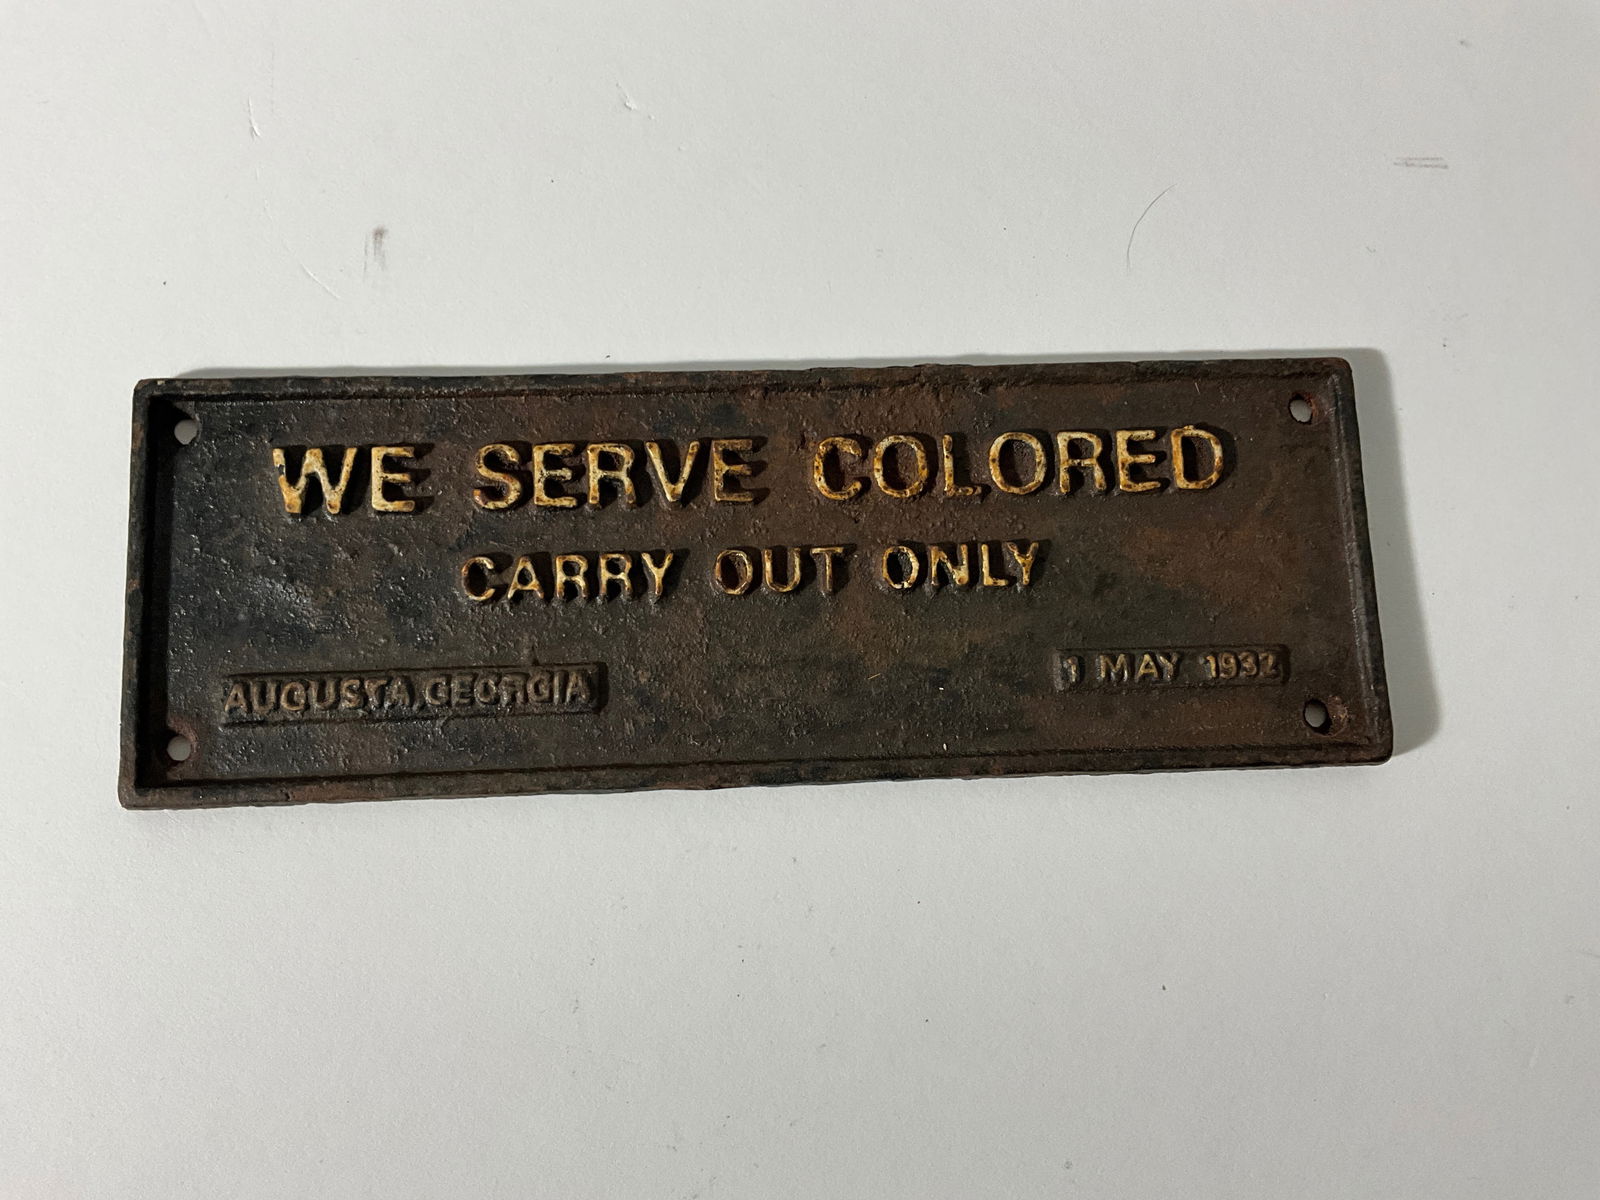 WE SERVE COLORED
CARRY OUT ONLY
AUGUSTA, GEORGIA
1 MAY 1932